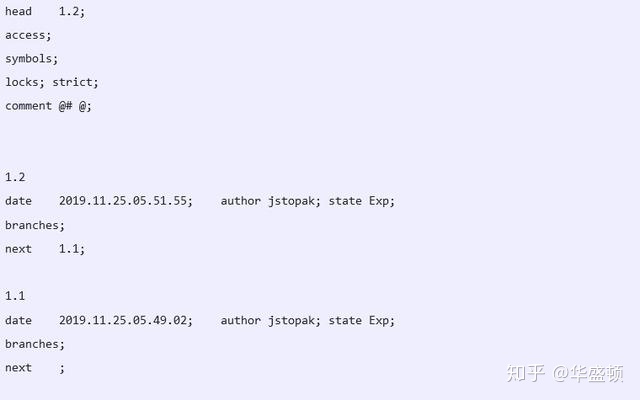 head    1.2;
access;
symbols;
locks; strict;
comment @# @;
1.2
date    2019.11.25.05.51.55;    author jstopak; state Exp;
branches;
next    1.1;
1.1
date    2019.11.25.05.49.02;    author jstopak; state Exp;
branches;
next    ;
知乎 @华盛顿